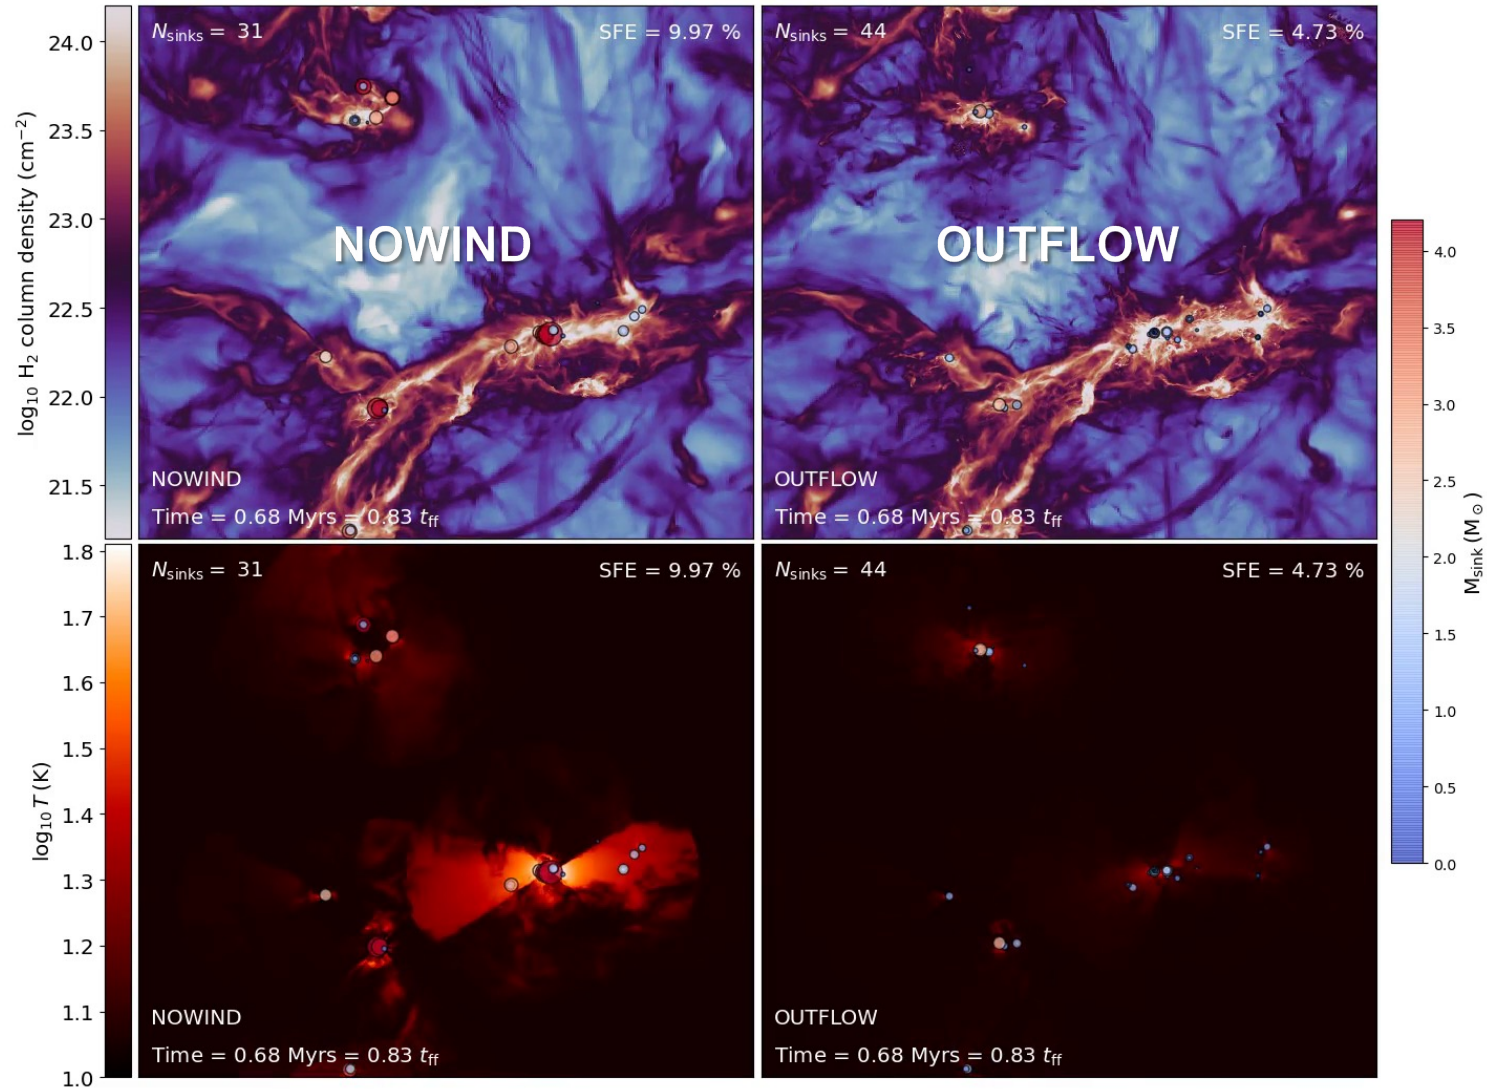 N_sinks = 31
SFE = 9.97 %
NOWIND
NOWIND
Time = 0.68 Myrs = 0.83 t_ff
N_sinks = 44
SFE = 4.73 %
OUTFLOW
OUTFLOW
Time = 0.68 Myrs = 0.83 t_ff
log₁₀ H₂ column density (cm⁻²)
24.0
23.5
23.0
22.5
22.0
21.5
N_sinks = 31
SFE = 9.97 %
NOWIND
Time = 0.68 Myrs = 0.83 t_ff
N_sinks = 44
SFE = 4.73 %
OUTFLOW
Time = 0.68 Myrs = 0.83 t_ff
log₁₀ T (K)
1.8
1.7
1.6
1.5
1.4
1.3
1.2
1.1
1.0
M_sink (M_⊙)
4.0
3.5
3.0
2.5
2.0
1.5
1.0
0.5
0.0